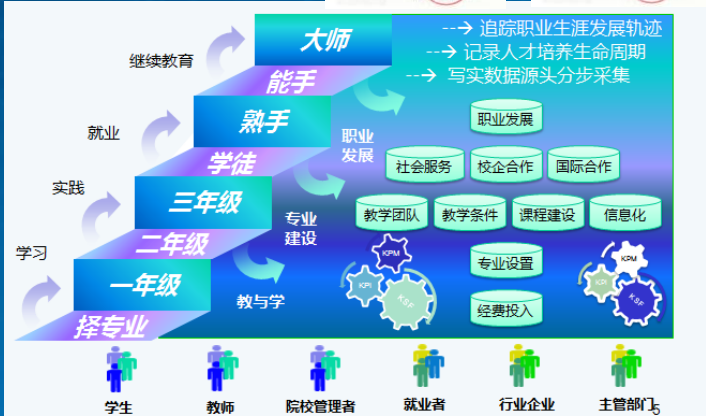 大师
--→ 追踪职业生涯发展轨迹
--→ 记录人才培养生命周期
--→ 写实数据源头分步采集
继续教育
能手
熟手
就业
学徒
职业
发展
职业发展
社会服务
校企合作
国际合作
实践
三年级
专业
建设
教学团队
教学条件
课程建设
信息化
二年级
学习
一年级
教与学
KPM
KPI
KSF
专业设置
经费投入
KPM
KPI
KSF
择专业
学生
教师
院校管理者
就业者
行业企业
主管部门
5